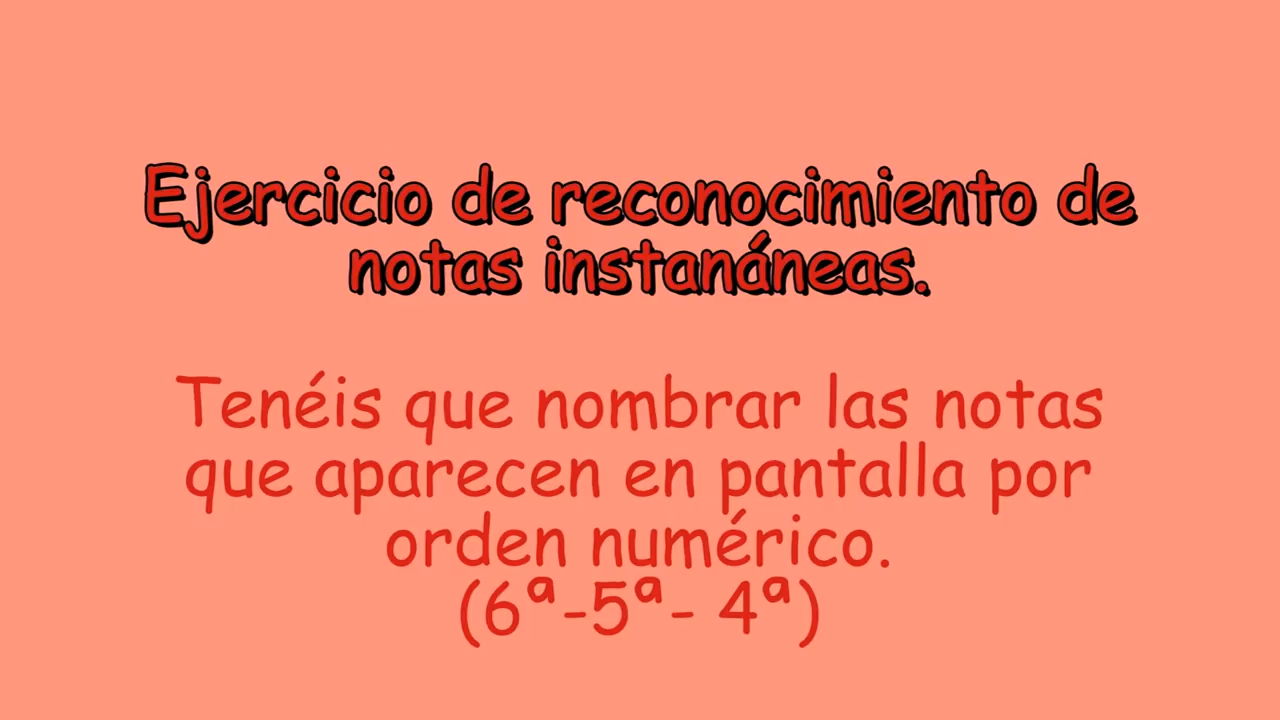 Ejercicio de reconocimiento de
notas instanáneas.
Tenéis que nombrar las notas
que aparecen en pantalla por
orden numérico.
(6ª-5ª- 4ª)